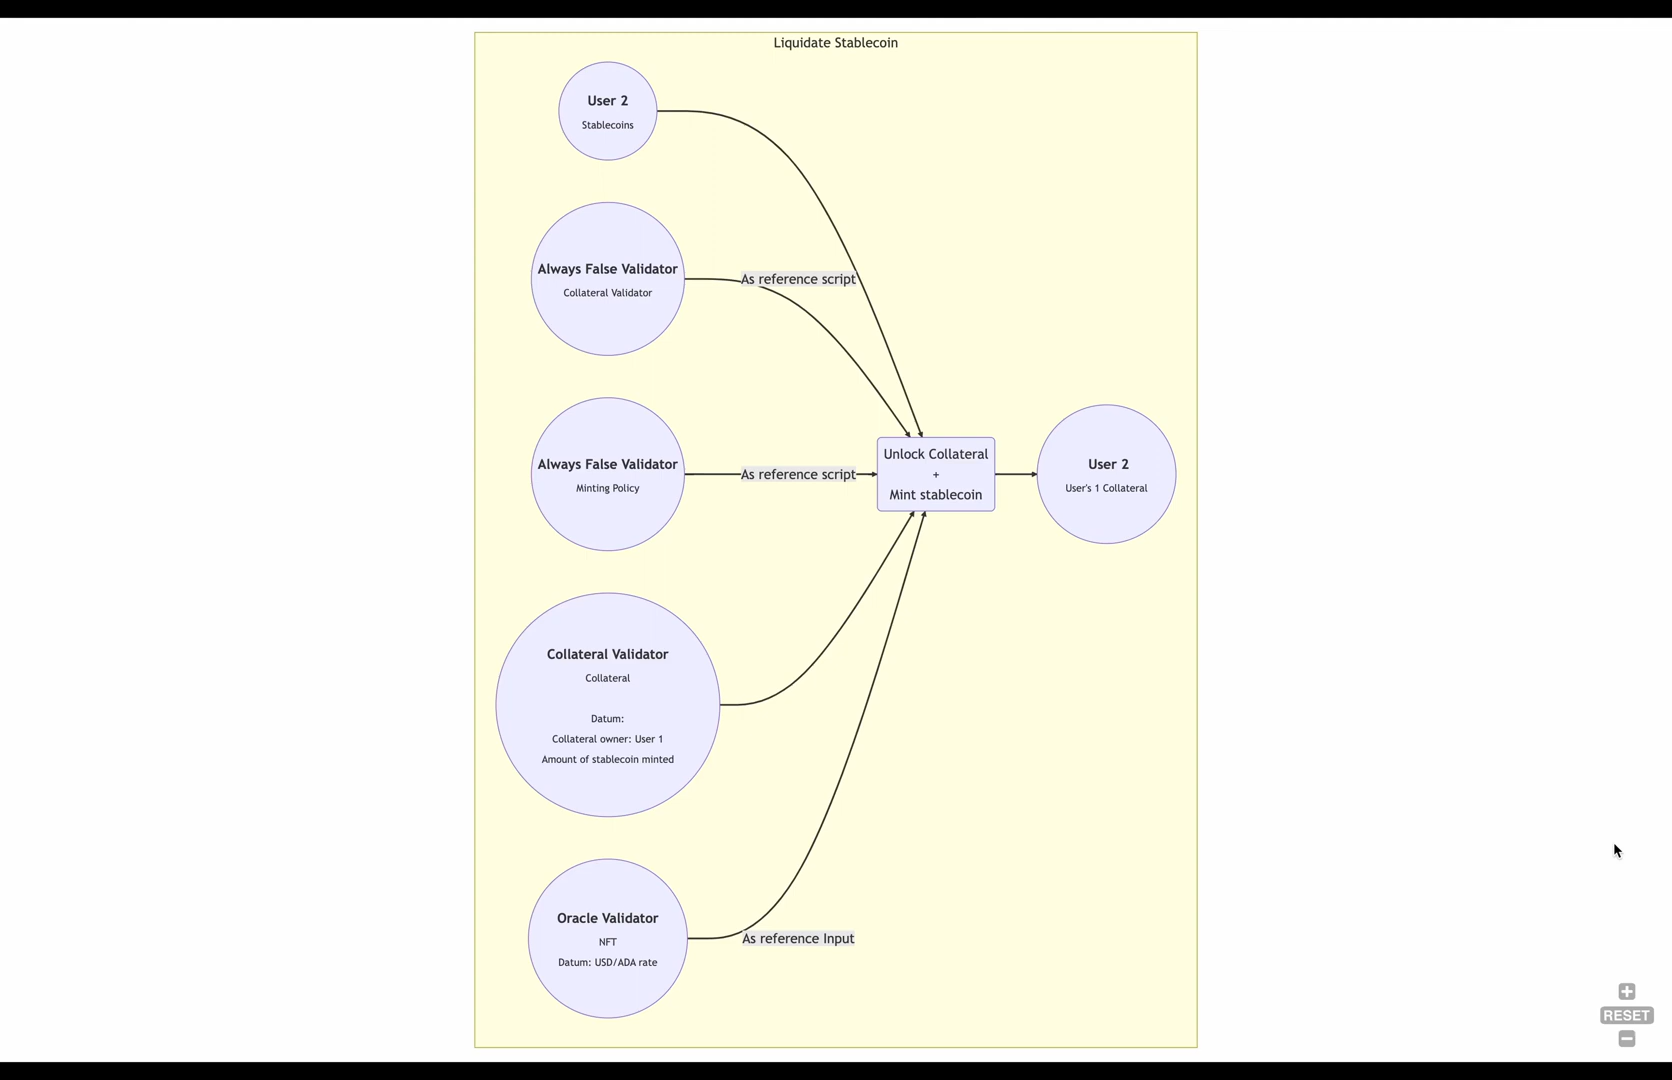 Liquidate Stablecoin
User 2
Stablecoins
Always False Validator
Collateral Validator
As reference script
Always False Validator
Minting Policy
As reference script
Unlock Collateral
+
Mint stablecoin
User 2
User's 1 Collateral
Collateral Validator
Collateral
Datum:
Collateral owner: User 1
Amount of stablecoin minted
Oracle Validator
NFT
Datum: USD/ADA rate
As reference Input
RESET